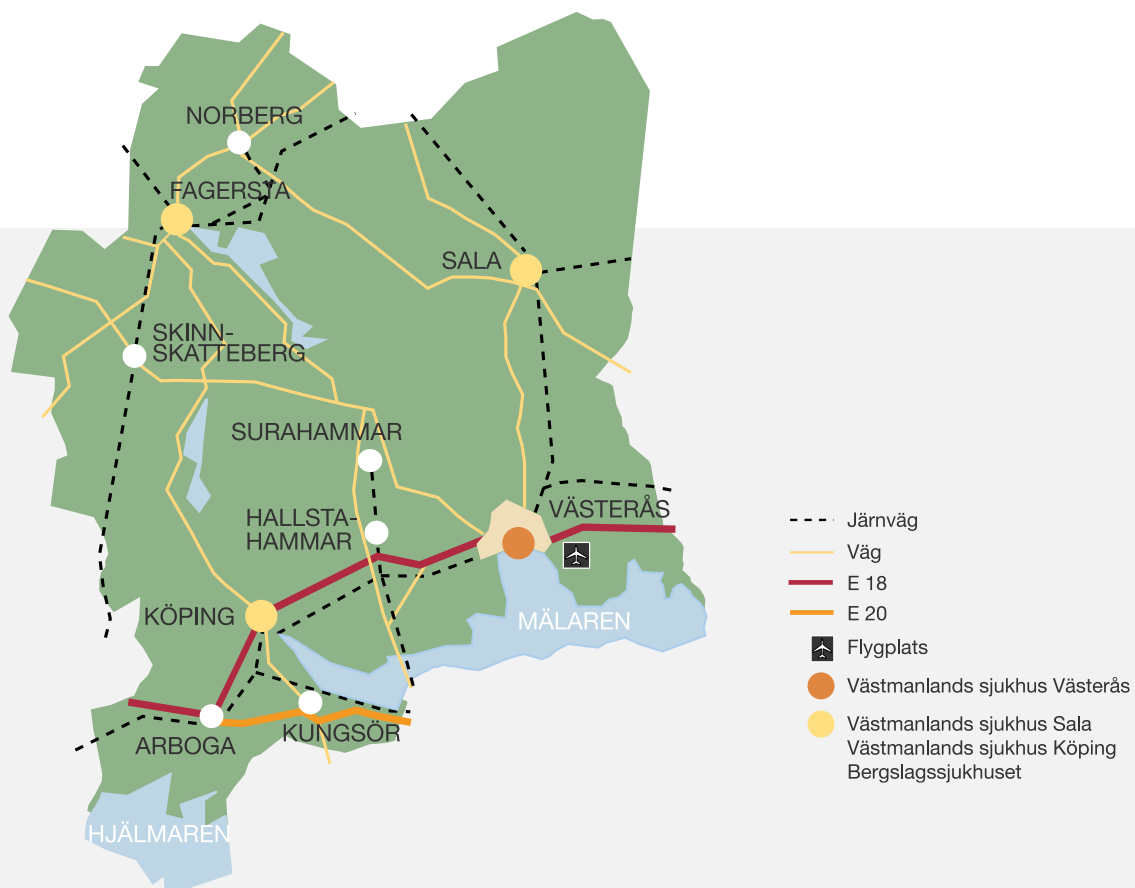 NORBERG
FAGERSTA
SALA
SKINN-
SKATTEBERG
SURAHAMMAR
HALLSTA-
HAMMAR
VÄSTERÅS
KÖPING
MÄLAREN
ARBOGA
KUNGSÖR
HJÄLMAREN
Järnväg
Väg
E 18
E 20
Flygplats
Västmanlands sjukhus Västerås
Västmanlands sjukhus Sala
Västmanlands sjukhus Köping
Bergslagssjukhuset